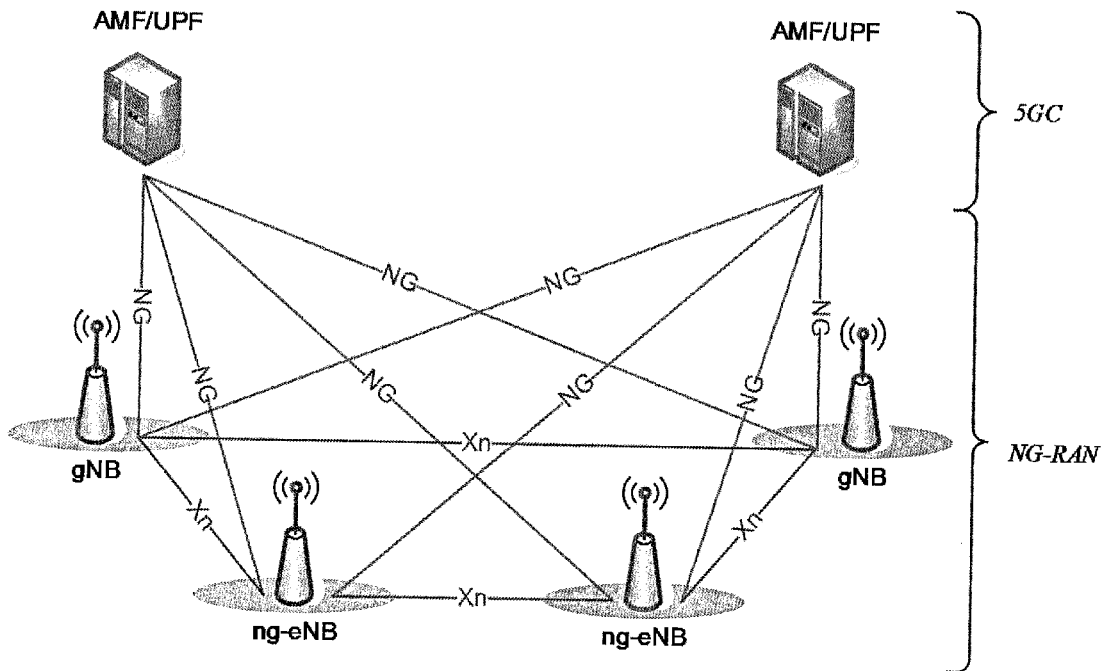 AMF/UPF
AMF/UPF
5GC
NG
NG
NG
NG
NG
NG
NG
NG
Xn
gNB
gNB
NG-RAN
Xn
Xn
Xn
ng-eNB
ng-eNB